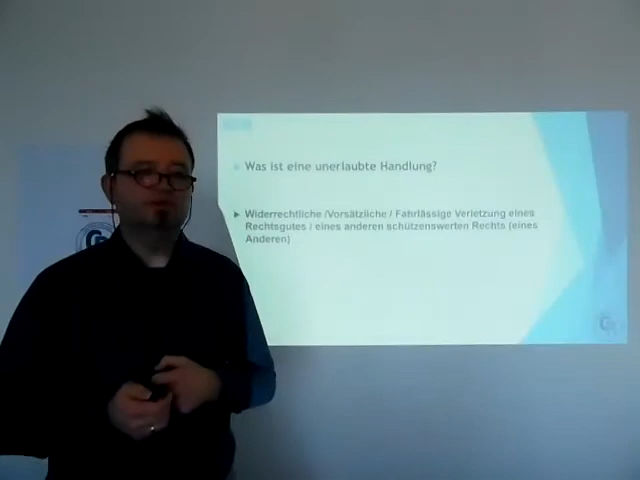 Was ist eine unerlaubte Handlung?
Widerrechtliche /Vorsätzliche / Fahrlässige Verletzung eines
Rechtsgutes / eines anderen schützenswerten Rechts (eines
Anderen)